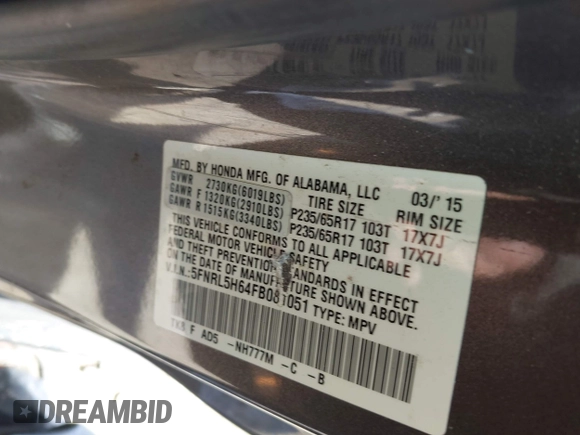 MFD. BY HONDA MFG. OF ALABAMA, LLC 03/'15
GVWR 2730KG(6019LBS) TIRE SIZE RIM SIZE
GAWR F 1320KG(2910LBS) P235/65R17 103T 17X7J
GAWR R 1515KG(3340LBS) P235/65R17 103T 17X7J
THIS VEHICLE CONFORMS TO ALL APPLICABLE
FEDERAL MOTOR VEHICLE SAFETY
AND THEFT PREVENTION STANDARDS IN EFFECT
ON THE DATE OF MANUFACTURE SHOWN ABOVE.
V.I.N.: TYPE: MPV
F AD5 -NH777M -C -B
DREAMBID